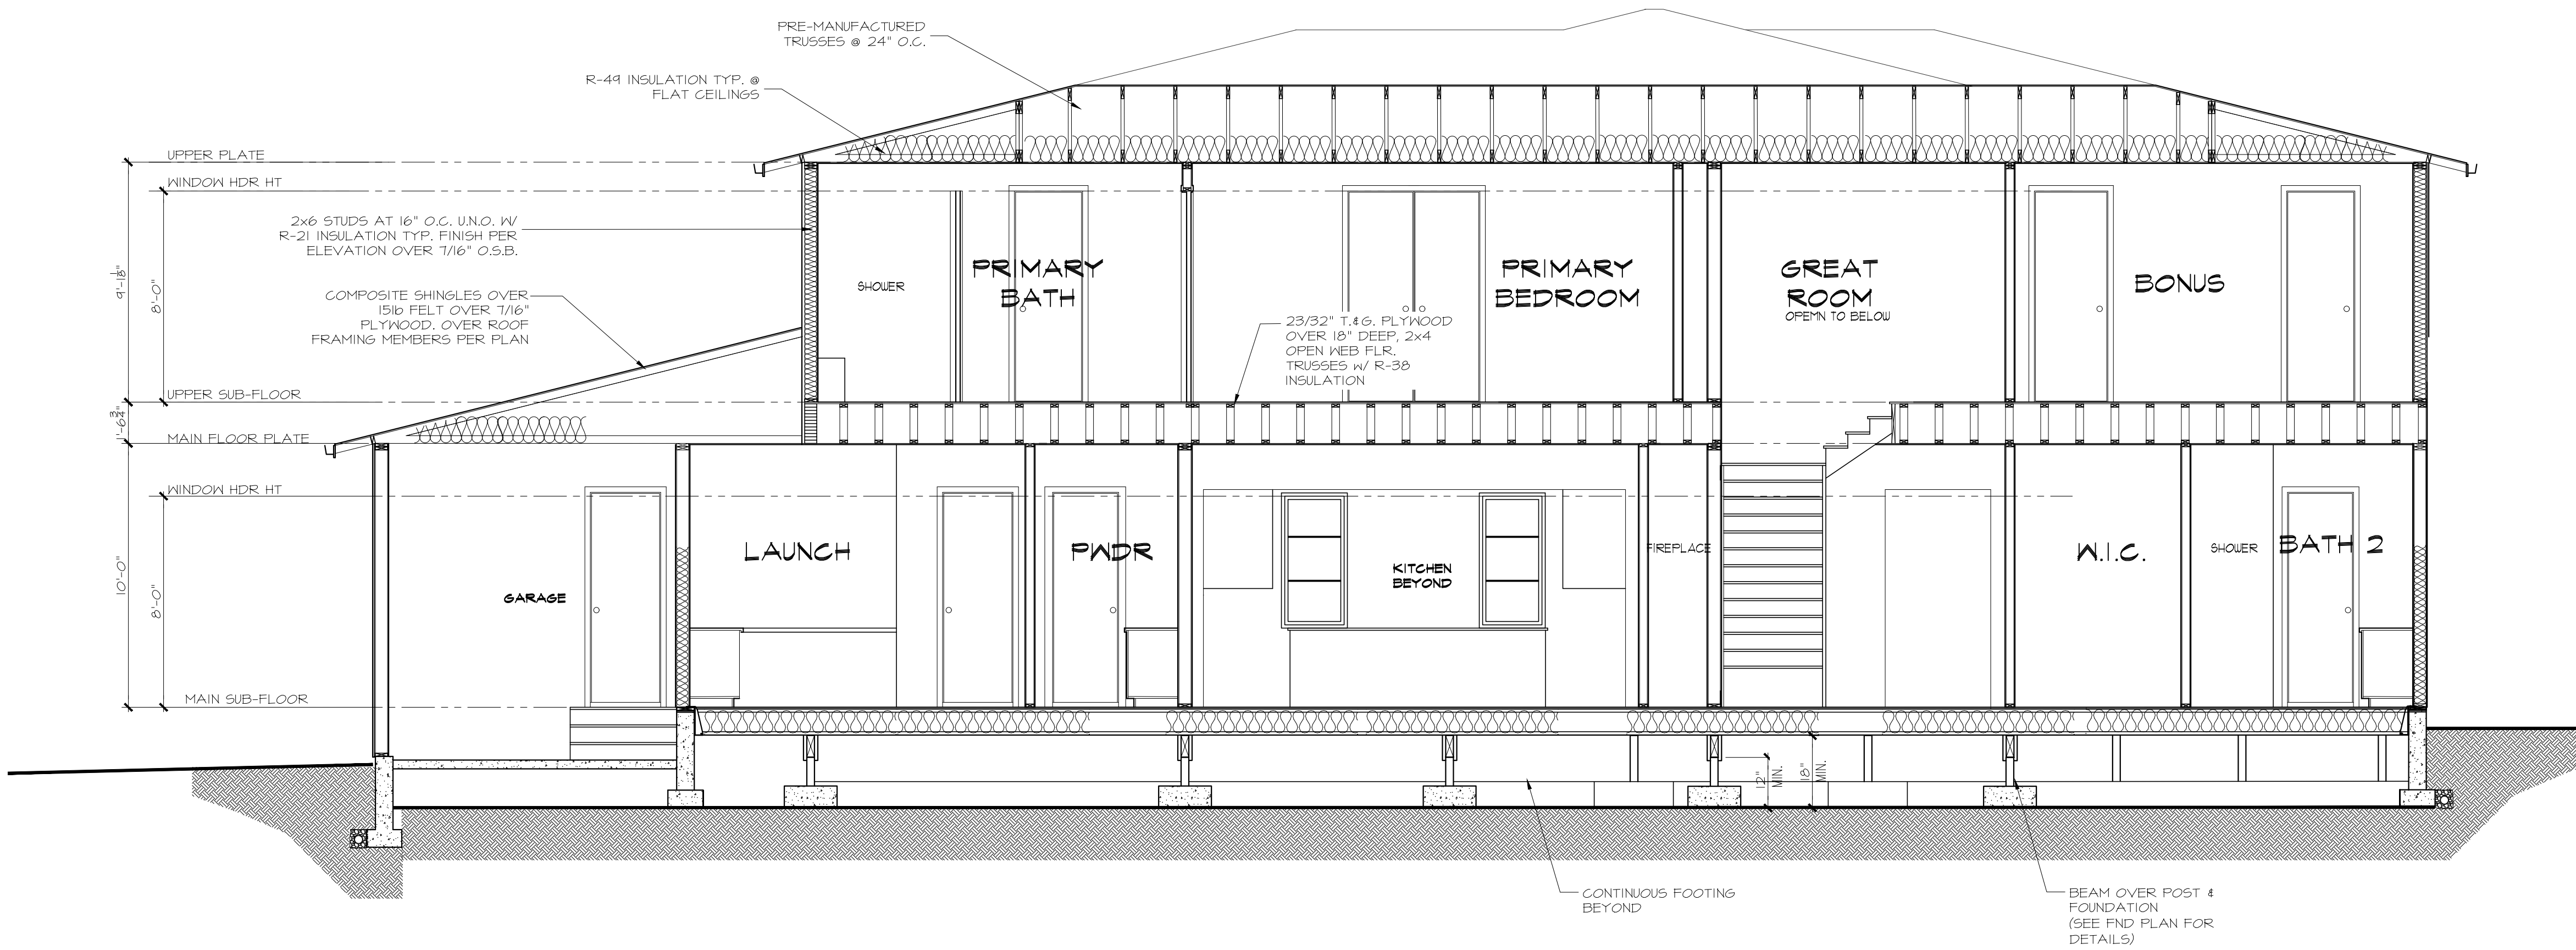 PRE-MANUFACTURED
TRUSSES @ 24" O.C.
R-49 INSULATION TYP. @
FLAT CEILINGS
UPPER PLATE
WINDOW HDR HT
2x6 STUDS AT 16" O.C. U.N.O. W/
R-21 INSULATION TYP. FINISH PER
ELEVATION OVER 7/16" O.S.B.
9'-1 1/8"
8'-0"
COMPOSITE SHINGLES OVER
15lb FELT OVER 7/16"
PLYWOOD. OVER ROOF
FRAMING MEMBERS PER PLAN
SHOWER
PRIMARY
BATH
PRIMARY
BEDROOM
GREAT
ROOM
OPEMN TO BELOW
BONUS
23/32" T.&G. PLYWOOD
OVER 18" DEEP, 2x4
OPEN WEB FLR.
TRUSSES W/ R-38
INSULATION
UPPER SUB-FLOOR
1'-6 3/4"
MAIN FLOOR PLATE
WINDOW HDR HT
10'-0"
8'-0"
GARAGE
LAUNCH
PWDR
KITCHEN
BEYOND
FIREPLACE
W.I.C.
SHOWER
BATH 2
MAIN SUB-FLOOR
12"
MIN.
18"
MIN.
CONTINUOUS FOOTING
BEYOND
BEAM OVER POST &
FOUNDATION
(SEE FND PLAN FOR
DETAILS)